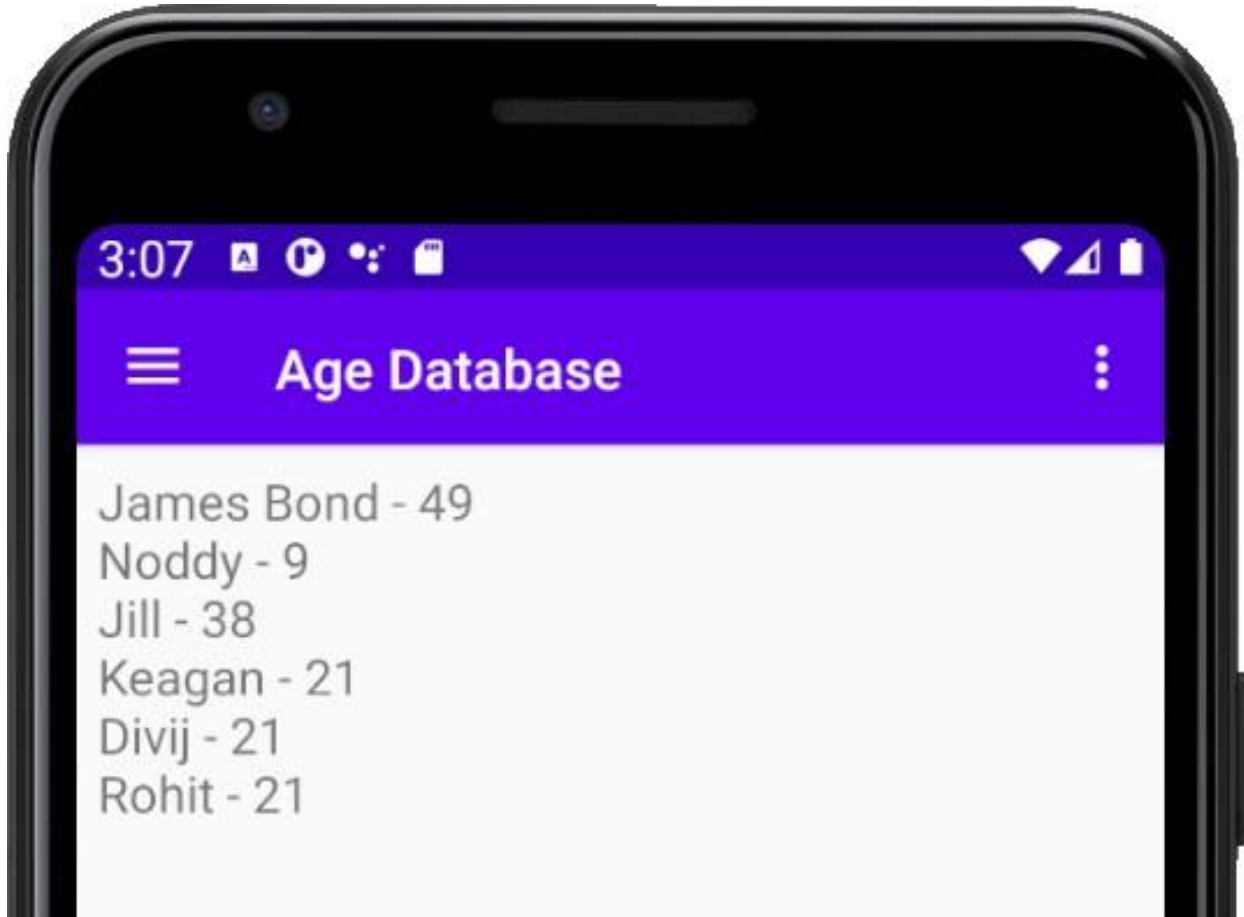 3:07
Age Database
James Bond - 49
Noddy - 9
Jill - 38
Keagan - 21
Divij - 21
Rohit - 21